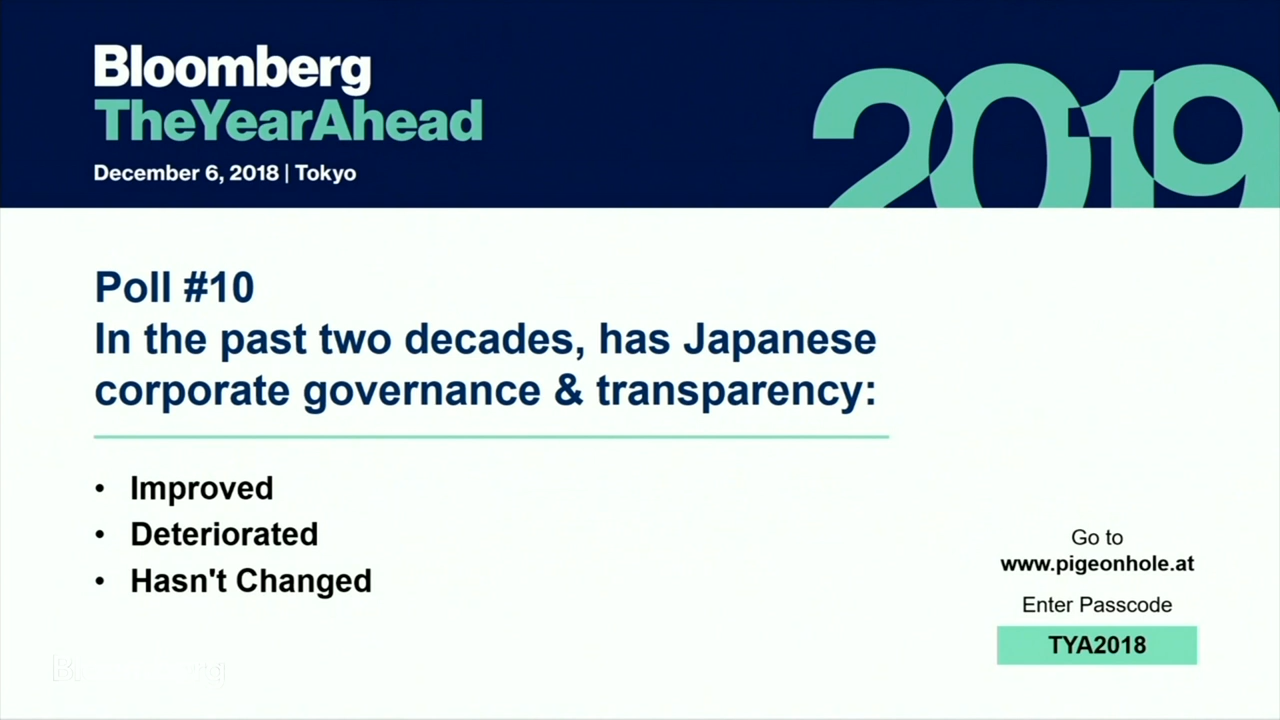 Bloomberg
TheYearAhead
December 6, 2018 | Tokyo
2019
Poll #10
In the past two decades, has Japanese
corporate governance & transparency:
• Improved
• Deteriorated
• Hasn't Changed
Go to
www.pigeonhole.at
Enter Passcode
TYA2018
Bloomberg